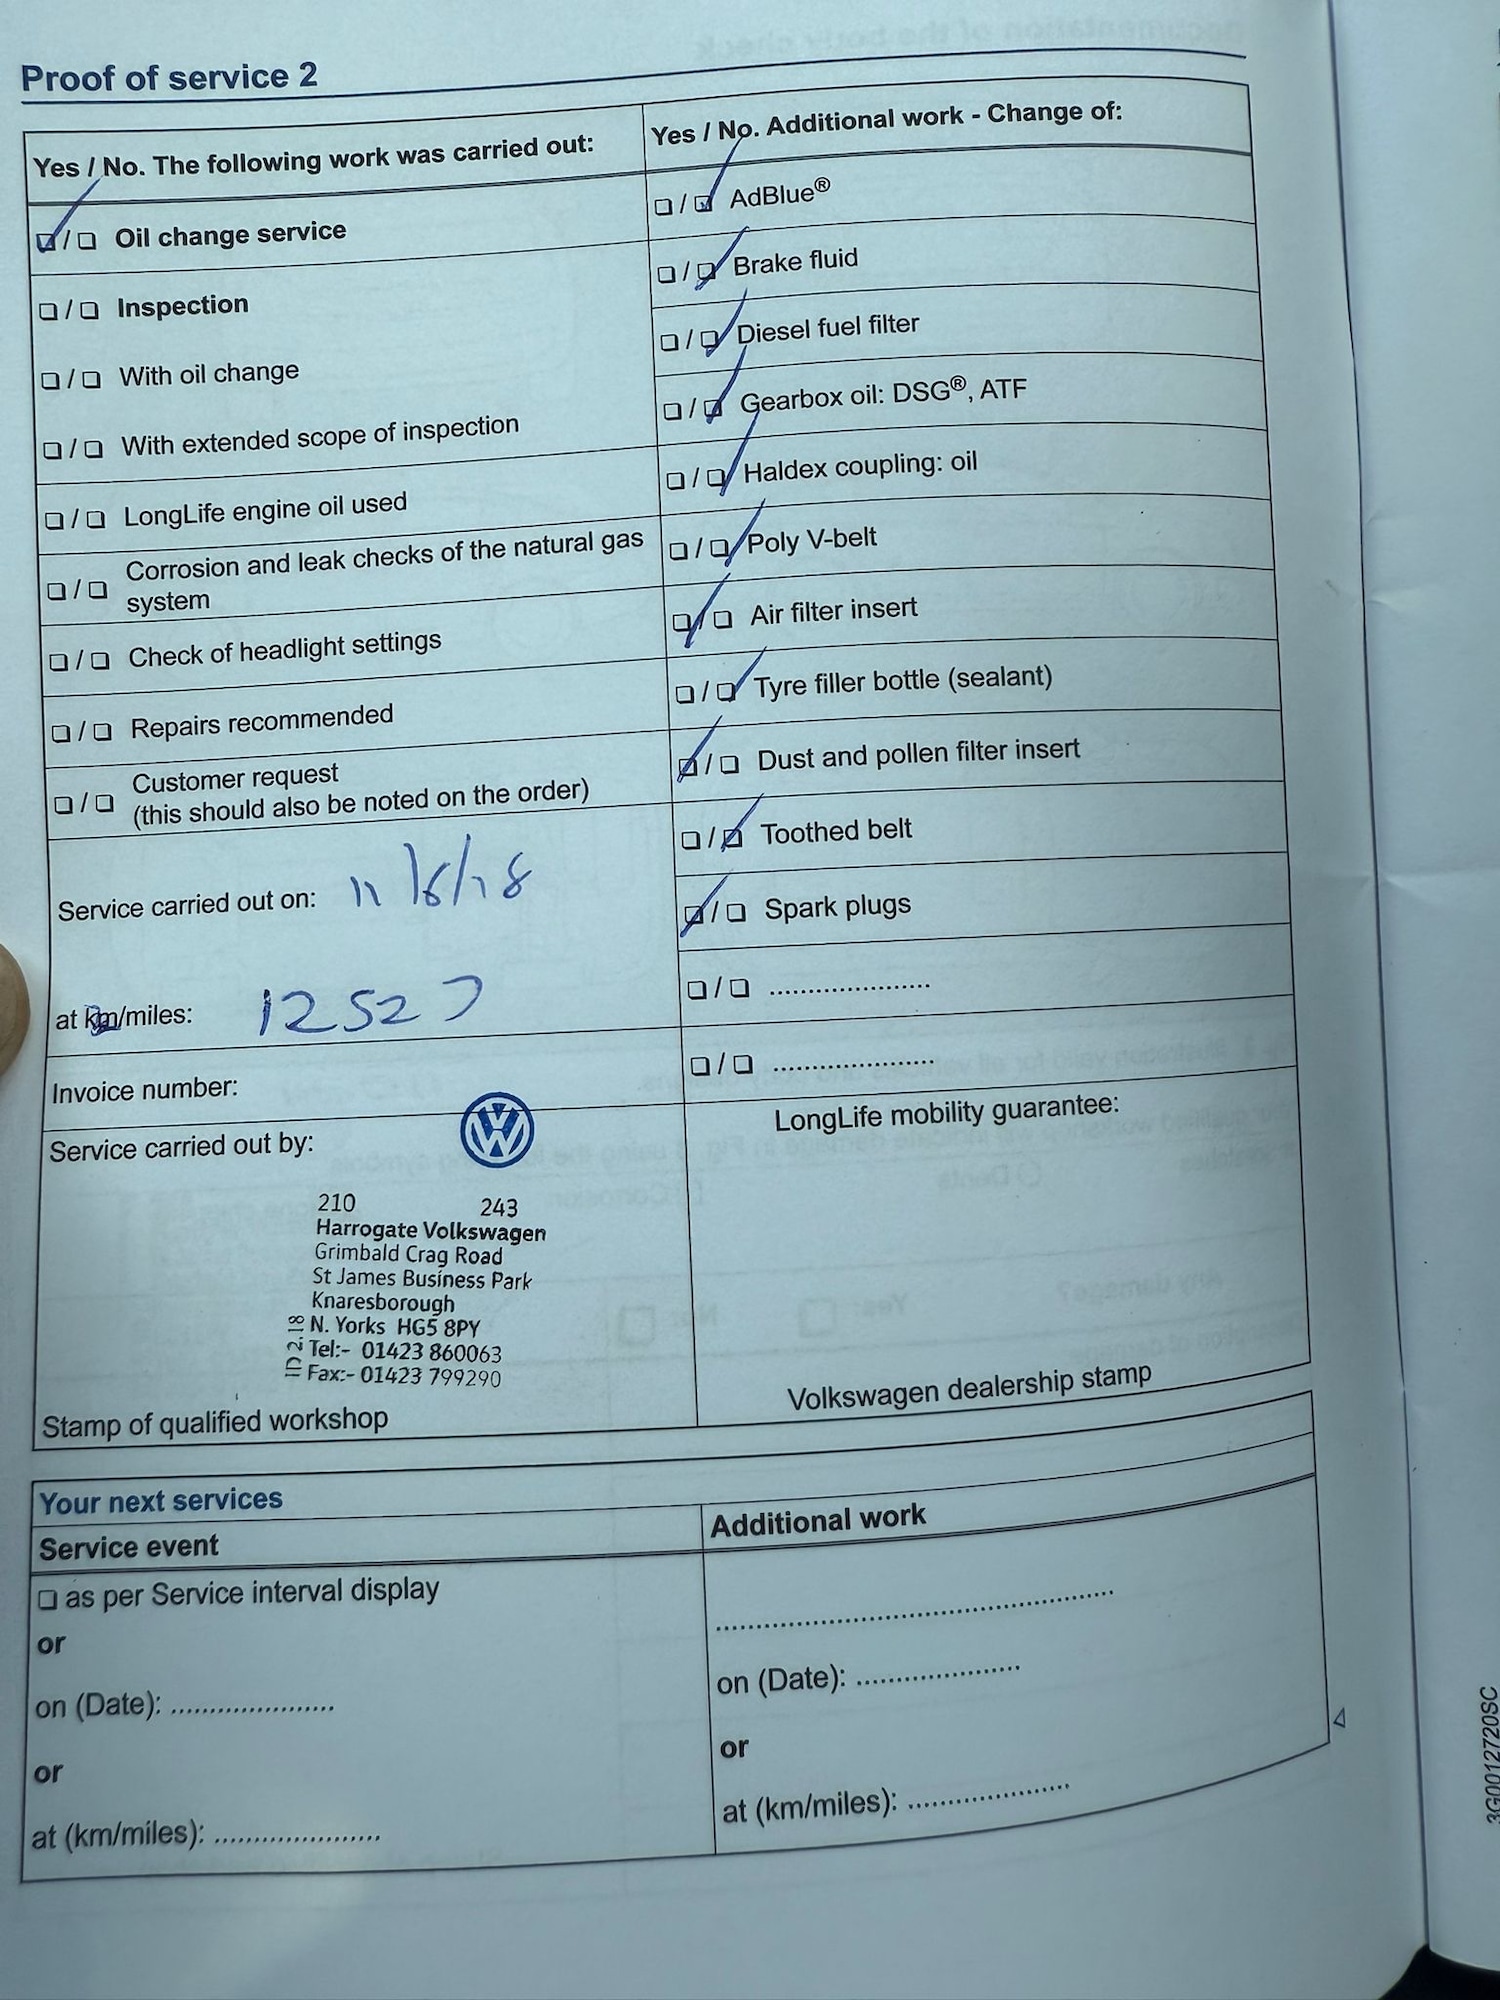 Proof of service 2
Yes / No. The following work was carried out:
☑/☐ Oil change service
☐/☐ Inspection
☐/☐ With oil change
☐/☐ With extended scope of inspection
☐/☐ LongLife engine oil used
☐/☐ Corrosion and leak checks of the natural gas
system
☐/☐ Check of headlight settings
☐/☐ Repairs recommended
☐/☐ Customer request
(this should also be noted on the order)
Service carried out on:
at km/miles: 12527
Invoice number:
Service carried out by:
210 243
Harrogate Volkswagen
Grimbald Crag Road
St James Business Park
Knaresborough
N. Yorks HG5 8PY
Tel:- 01423 860063
Fax:- 01423 799290
Stamp of qualified workshop
Yes / No. Additional work - Change of:
☐/☑ AdBlue®
☐/☑ Brake fluid
☐/☑ Diesel fuel filter
☐/☑ Gearbox oil: DSG®, ATF
☐/☑ Haldex coupling: oil
☐/☑ Poly V-belt
☑/☐ Air filter insert
☐/☑ Tyre filler bottle (sealant)
☑/☐ Dust and pollen filter insert
☐/☑ Toothed belt
☑/☐ Spark plugs
☐/☐ ......................
☐/☐ ......................
LongLife mobility guarantee:
Volkswagen dealership stamp
Your next services
Service event
☐ as per Service interval display
or
on (Date): ......................
or
at (km/miles): ......................
Additional work
......................................................
on (Date): ......................
or
at (km/miles): ......................
3G0012720SC